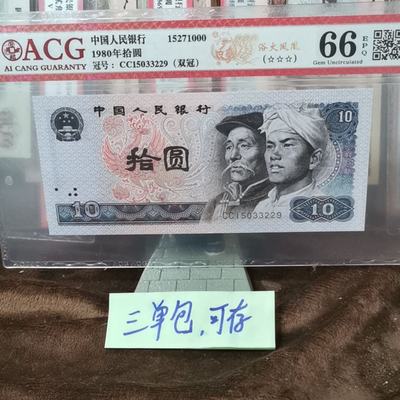 ACG
AI CANG GUARANTY
中国人民银行
1980年拾圆
冠号：CC15033229（双冠）
15271000
浴火凤凰
(☆☆☆)
66
EPQ
Gem Uncirculated
中国人民银行
10
拾圆
CC15033229
10
10
三单包,可存